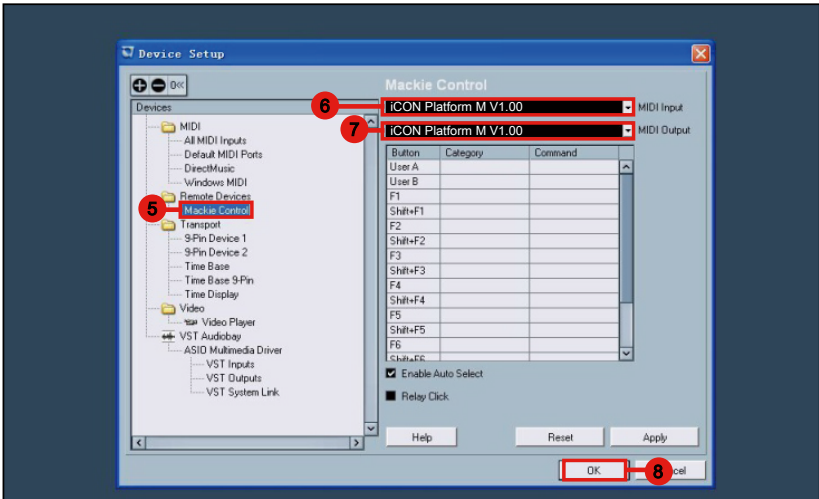 Device Setup
Devices
MIDI
All MIDI Inputs
Default MIDI Ports
DirectMusic
Windows MIDI
Remote Devices
5
Mackie Control
Transport
9-Pin Device 1
9-Pin Device 2
Time Base
Time Base 9-Pin
Time Display
Video
Video Player
VST Audiobay
ASIO Multimedia Driver
VST Inputs
VST Outputs
VST System Link
Mackie Control
6 iCON Platform M V1.00 MIDI Input
7 iCON Platform M V1.00 MIDI Output
Button Category Command
User A
User B
F1
Shift+F1
F2
Shift+F2
F3
Shift+F3
F4
Shift+F4
F5
Shift+F5
F6
Shift+F6
Enable Auto Select
Relay Click
Help Reset Apply
OK 8 cel